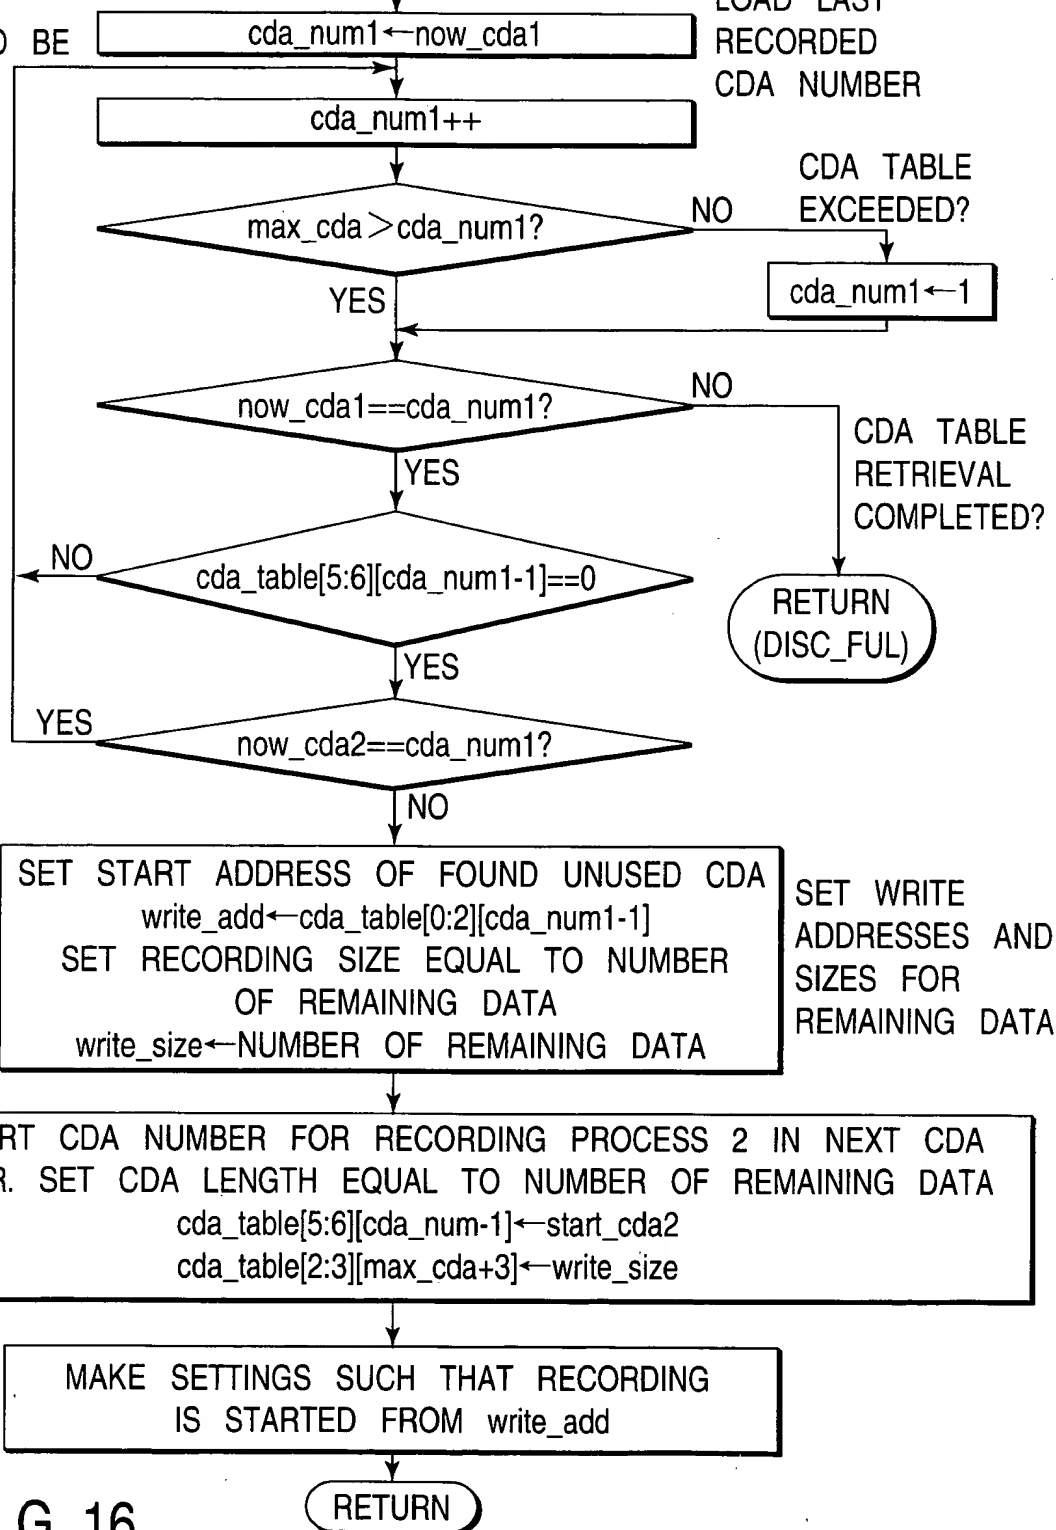 LOAD LAST
RECORDED
CDA NUMBER
BE
cda_num1←now_cda1
cda_num1++
max_cda>cda_num1?
NO
CDA TABLE
EXCEEDED?
cda_num1←1
YES
now_cda1==cda_num1?
NO
CDA TABLE
RETRIEVAL
COMPLETED?
YES
RETURN
(DISC_FUL)
cda_table[5:6][cda_num1-1]==0
NO
YES
now_cda2==cda_num1?
YES
NO
SET START ADDRESS OF FOUND UNUSED CDA
write_add←cda_table[0:2][cda_num1-1]
SET RECORDING SIZE EQUAL TO NUMBER
OF REMAINING DATA
write_size←NUMBER OF REMAINING DATA
SET WRITE
ADDRESSES AND
SIZES FOR
REMAINING DATA
RT CDA NUMBER FOR RECORDING PROCESS 2 IN NEXT CDA
R. SET CDA LENGTH EQUAL TO NUMBER OF REMAINING DATA
cda_table[5:6][cda_num-1]←start_cda2
cda_table[2:3][max_cda+3]←write_size
MAKE SETTINGS SUCH THAT RECORDING
IS STARTED FROM write_add
RETURN
G. 16